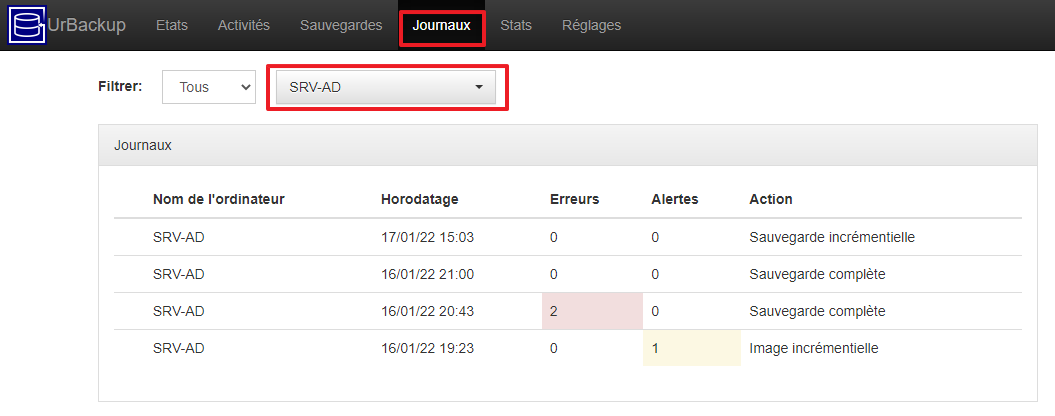 UrBackup Etats Activités Sauvegardes Journaux Stats Réglages
Filtrer: Tous SRV-AD
Journaux
Nom de l'ordinateur Horodatage Erreurs Alertes Action
SRV-AD 17/01/22 15:03 0 0 Sauvegarde incrémentielle
SRV-AD 16/01/22 21:00 0 0 Sauvegarde complète
SRV-AD 16/01/22 20:43 2 0 Sauvegarde complète
SRV-AD 16/01/22 19:23 0 1 Image incrémentielle